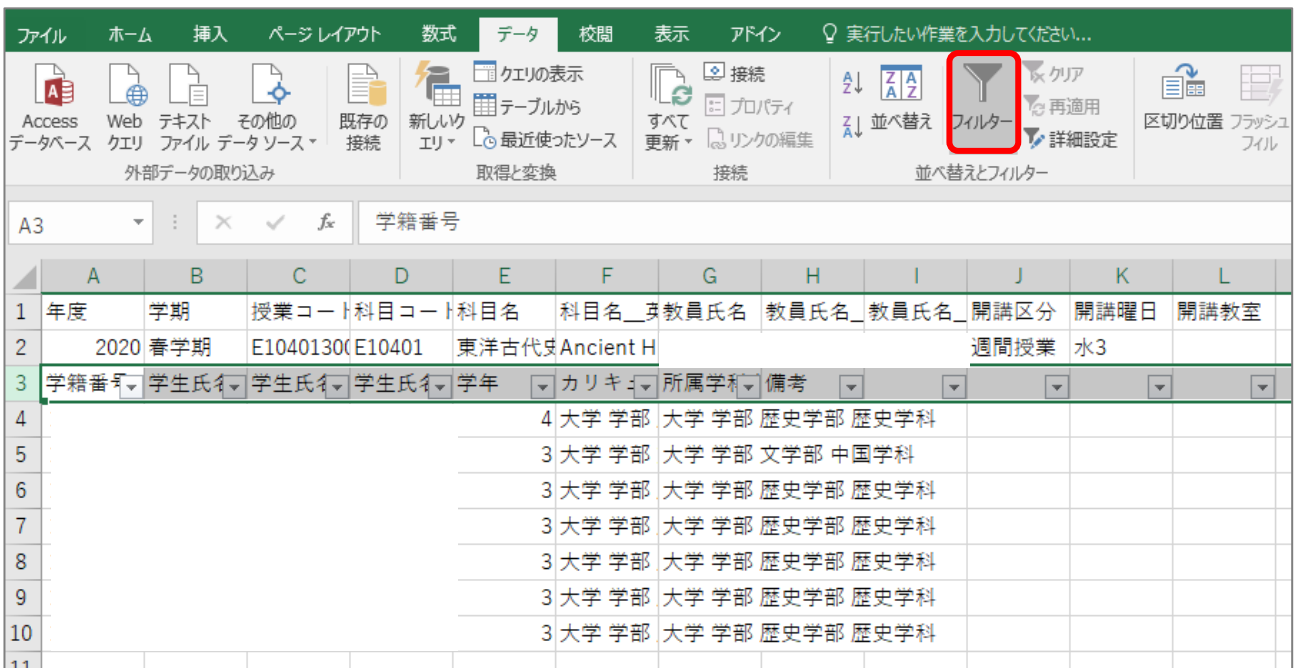 ファイル ホーム 挿入 ページ レイアウト 数式 データ 校閲 表示 アドイン 実行したい作業を入力してください...
Access データベース
Web クエリ
テキスト ファイル
その他の データ ソース
既存の 接続
外部データの取り込み
新しいク エリ
クエリの表示
テーブルから
最近使ったソース
取得と変換
すべて 更新
接続
プロパティ
リンクの編集
接続
並べ替え
フィルター
クリア
再適用
詳細設定
並べ替えとフィルター
区切り位置
フラッシュ フィル
A3 fx 学籍番号
A B C D E F G H I J K L
1 年度 学期 授業コート 科目コート 科目名 科目名__英 教員氏名 教員氏名_ 教員氏名_ 開講区分 開講曜日 開講教室
2 2020 春学期 E1040130( E10401 東洋古代史 Ancient H 週間授業 水3
3 学籍番号 学生氏名 学生氏名 学生氏名 学年 カリキュ 所属学科 備考
4 4 大学 学部 大学 学部 歴史学部 歴史学科
5 3 大学 学部 大学 学部 文学部 中国学科
6 3 大学 学部 大学 学部 歴史学部 歴史学科
7 3 大学 学部 大学 学部 歴史学部 歴史学科
8 3 大学 学部 大学 学部 歴史学部 歴史学科
9 3 大学 学部 大学 学部 歴史学部 歴史学科
10 3 大学 学部 大学 学部 歴史学部 歴史学科
11